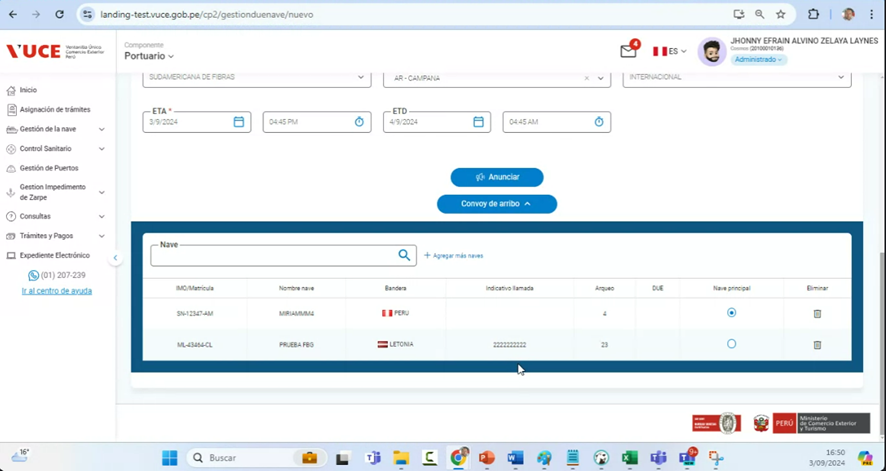 landing-test.vuce.gob.pe/cp2/gestionduenave/nuevo
VUCE
Ventanilla Única
Comercio Exterior
Perú
Componente
Portuario
4
ES
JHONNY EFRAIN ALVINO ZELAYA LAYNES
Administrado
Inicio
Asignación de trámites
Gestión de la nave
Control Sanitario
Gestión de Puertos
Gestion Impedimento
de Zarpe
Consultas
Trámites y Pagos
Expediente Electrónico
(01) 207-239
Ir al centro de ayuda
SUDAMERICANA DE FIBRAS
AR - CAMPANA
INTERNACIONAL
ETA *
3/9/2024
04:45 PM
ETD
4/9/2024
04:45 AM
Anunciar
Convoy de arribo
Nave
+ Agregar más naves
IMO/Matrícula Nombre nave Bandera Indicativo llamada Arqueo DUE Nave principal Eliminar
SN-12347-AM MIRIAMMM4 PERU 4
ML-43464-CL PRUEBA FBG LETONIA 2222222222 23
PERÚ
Ministerio
de Comercio Exterior
y Turismo
16°
Buscar
16:50
3/09/2024